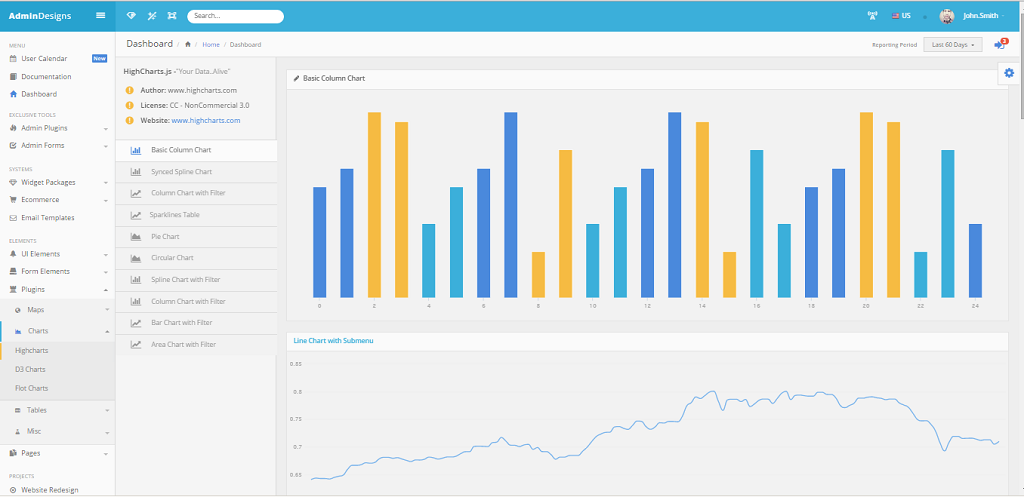 AdminDesigns
Search...
US
John.Smith
MENU
User Calendar New
Documentation
Dashboard
EXCLUSIVE TOOLS
Admin Plugins
Admin Forms
SYSTEMS
Widget Packages
Ecommerce
Email Templates
ELEMENTS
UI Elements
Form Elements
Plugins
Maps
Charts
Highcharts
D3 Charts
Flot Charts
Tables
Misc
Pages
PROJECTS
Website Redesign
Dashboard / / Home / Dashboard
Reporting Period Last 60 Days
3
HighCharts.js -"Your Data..Alive"
Author: www.highcharts.com
License: CC - NonCommercial 3.0
Website: www.highcharts.com
Basic Column Chart
Synced Spline Chart
Column Chart with Filter
Sparklines Table
Pie Chart
Circular Chart
Spline Chart with Filter
Column Chart with Filter
Bar Chart with Filter
Area Chart with Filter
Basic Column Chart
0 2 4 6 8 10 12 14 16 18 20 22 24
Line Chart with Submenu
0.85
0.8
0.75
0.7
0.65